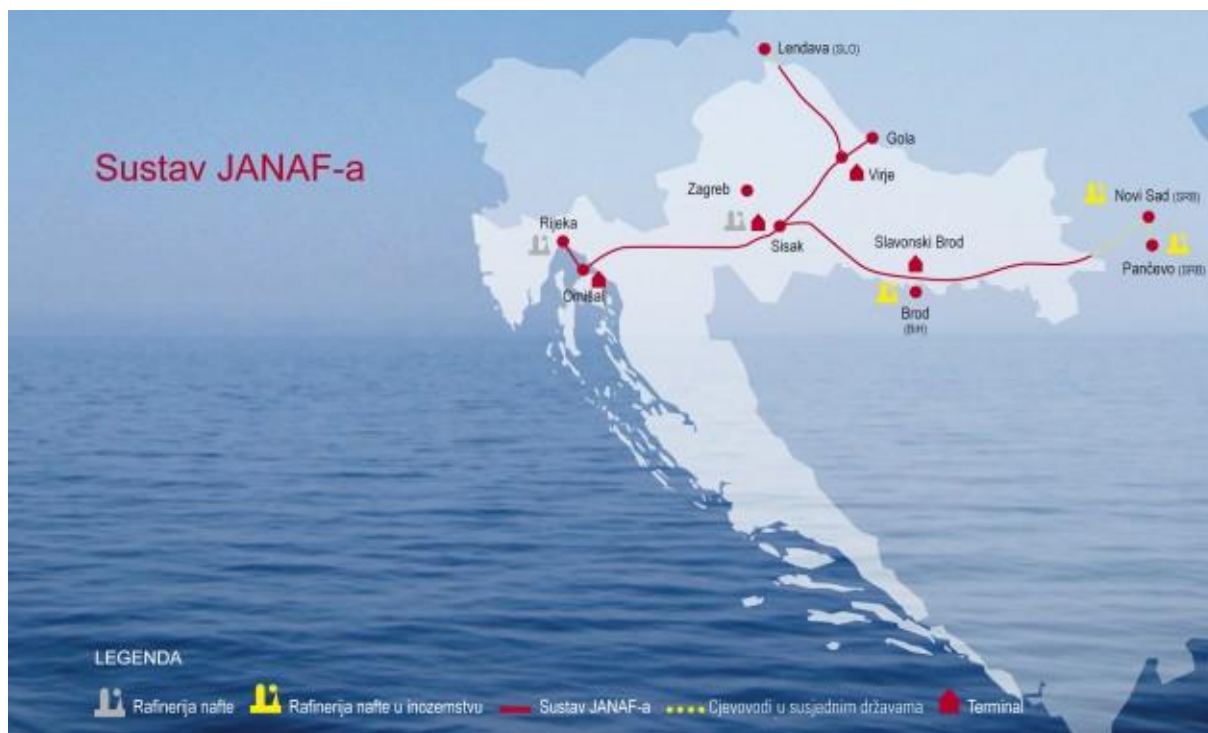 Lendava (SLO)
Gola
Sustav JANAF-a
Virje
Zagreb
Novi Sad (SRB)
Rijeka
Sisak
Slavonski Brod
Pančevo (SRB)
Omišalj
Brod
(BiH)
LEGENDA
Rafinerija nafte
Rafinerija nafte u inozemstvu
Sustav JANAF-a
Cjevovodi u susjednim državama
Terminal